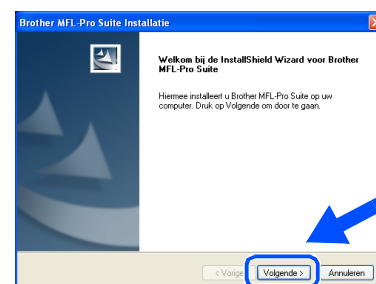 Brother MFL-Pro Suite Installatie
Welkom bij de InstallShield Wizard voor Brother
MFL-Pro Suite
Hiermee installeert u Brother MFL-Pro Suite op uw
computer. Druk op Volgende om door te gaan.
< Vorige Volgende > Annuleren